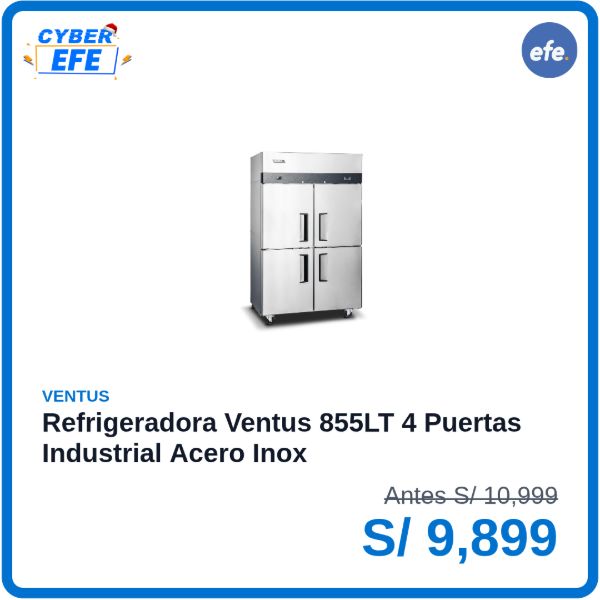 CYBER
EFE
efe.
VENTUS
Refrigeradora Ventus 855LT 4 Puertas
Industrial Acero Inox
Antes S/ 10,999
S/ 9,899